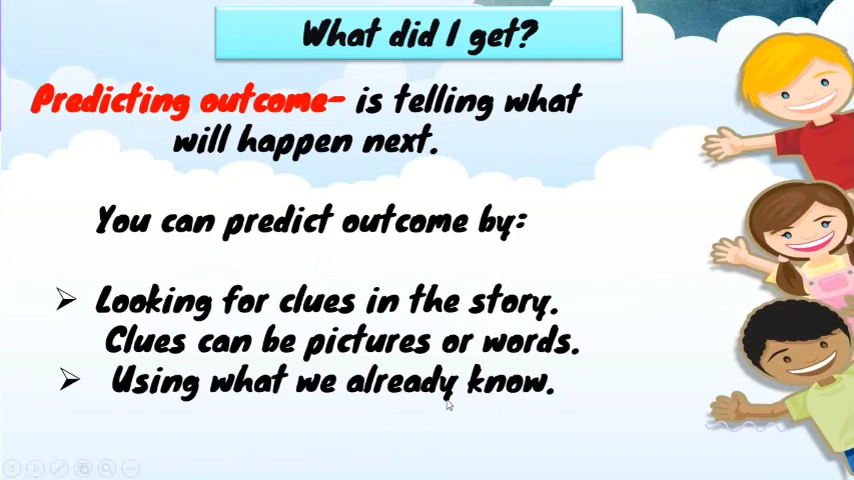 What did I get?
Predicting outcome- is telling what
will happen next.
You can predict outcome by:
➢ Looking for clues in the story.
Clues can be pictures or words.
➢ Using what we already know.